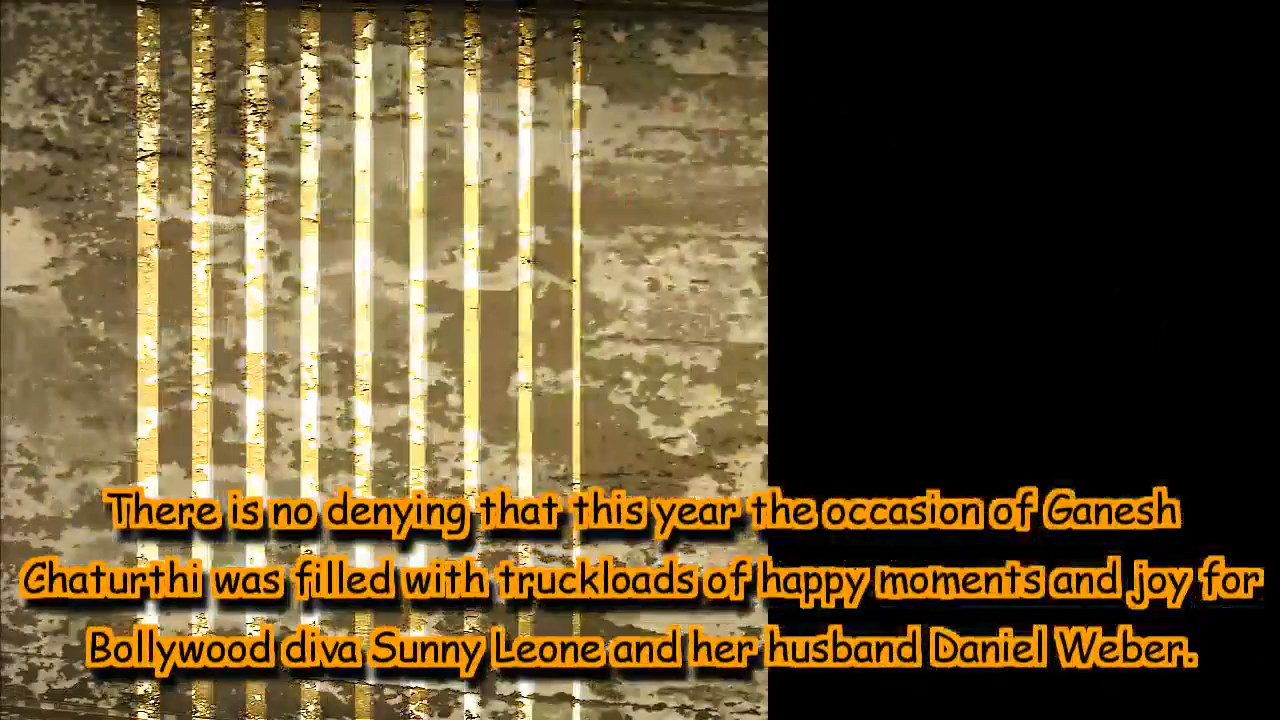 There is no denying that this year the occasion of Ganesh
Chaturthi was filled with truckloads of happy moments and joy for
Bollywood diva Sunny Leone and her husband Daniel Weber.